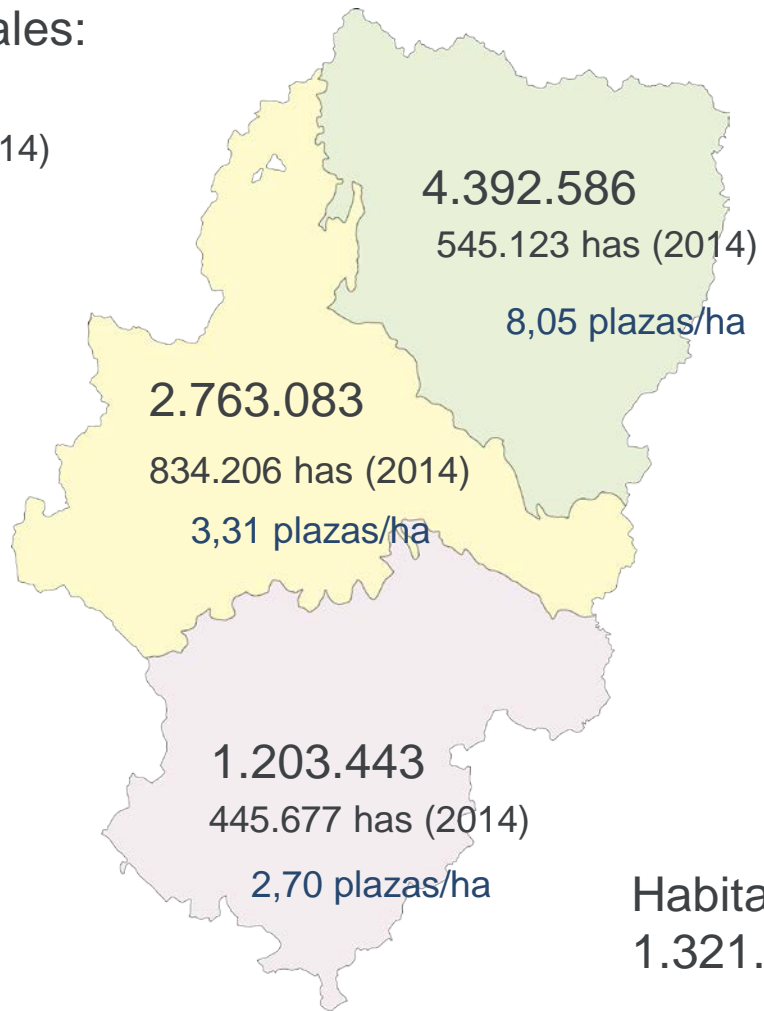 ales:
14)
4.392.586
545.123 has (2014)
8,05 plazas/ha
2.763.083
834.206 has (2014)
3,31 plazas/ha
1.203.443
445.677 has (2014)
2,70 plazas/ha
Habita
1.321.